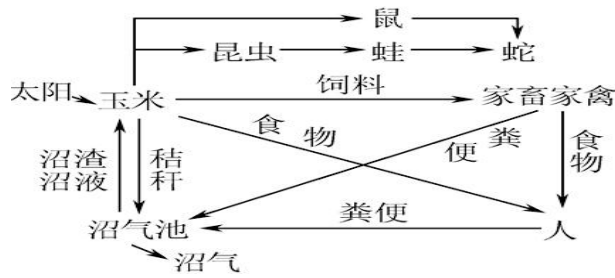 鼠
昆虫 蛙 蛇
太阳 玉米 饲料 家畜家禽
食物 粪便 食物
沼渣 秸
沼液 秆
沼气池 粪便 人
沼气